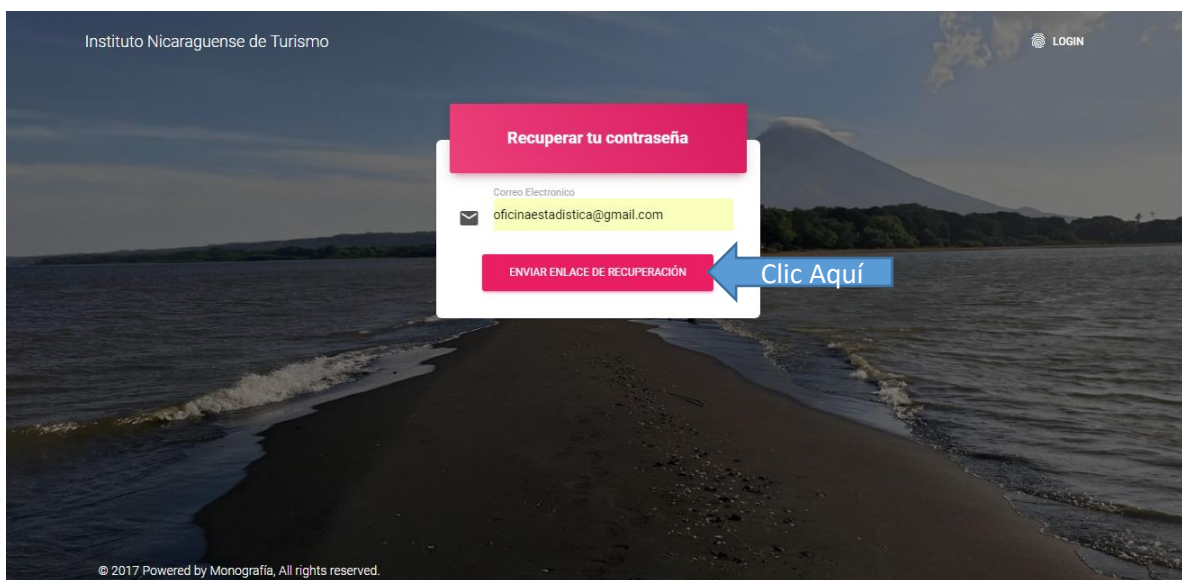 Instituto Nicaraguense de Turismo
LOGIN
Recuperar tu contraseña
Correo Electronico
oficinaestadistica@gmail.com
ENVIAR ENLACE DE RECUPERACIÓN
Clic Aquí
© 2017 Powered by Monografía, All rights reserved.